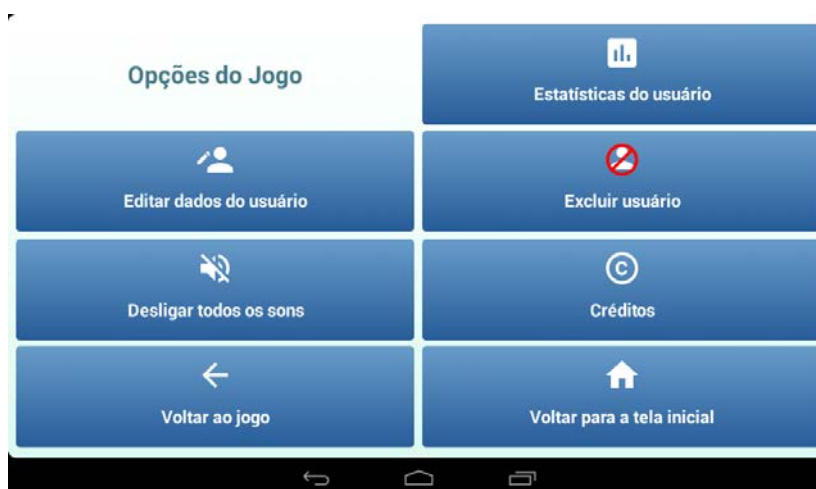 Opções do Jogo
Estatísticas do usuário
Editar dados do usuário
Excluir usuário
Desligar todos os sons
Créditos
Voltar ao jogo
Voltar para a tela inicial